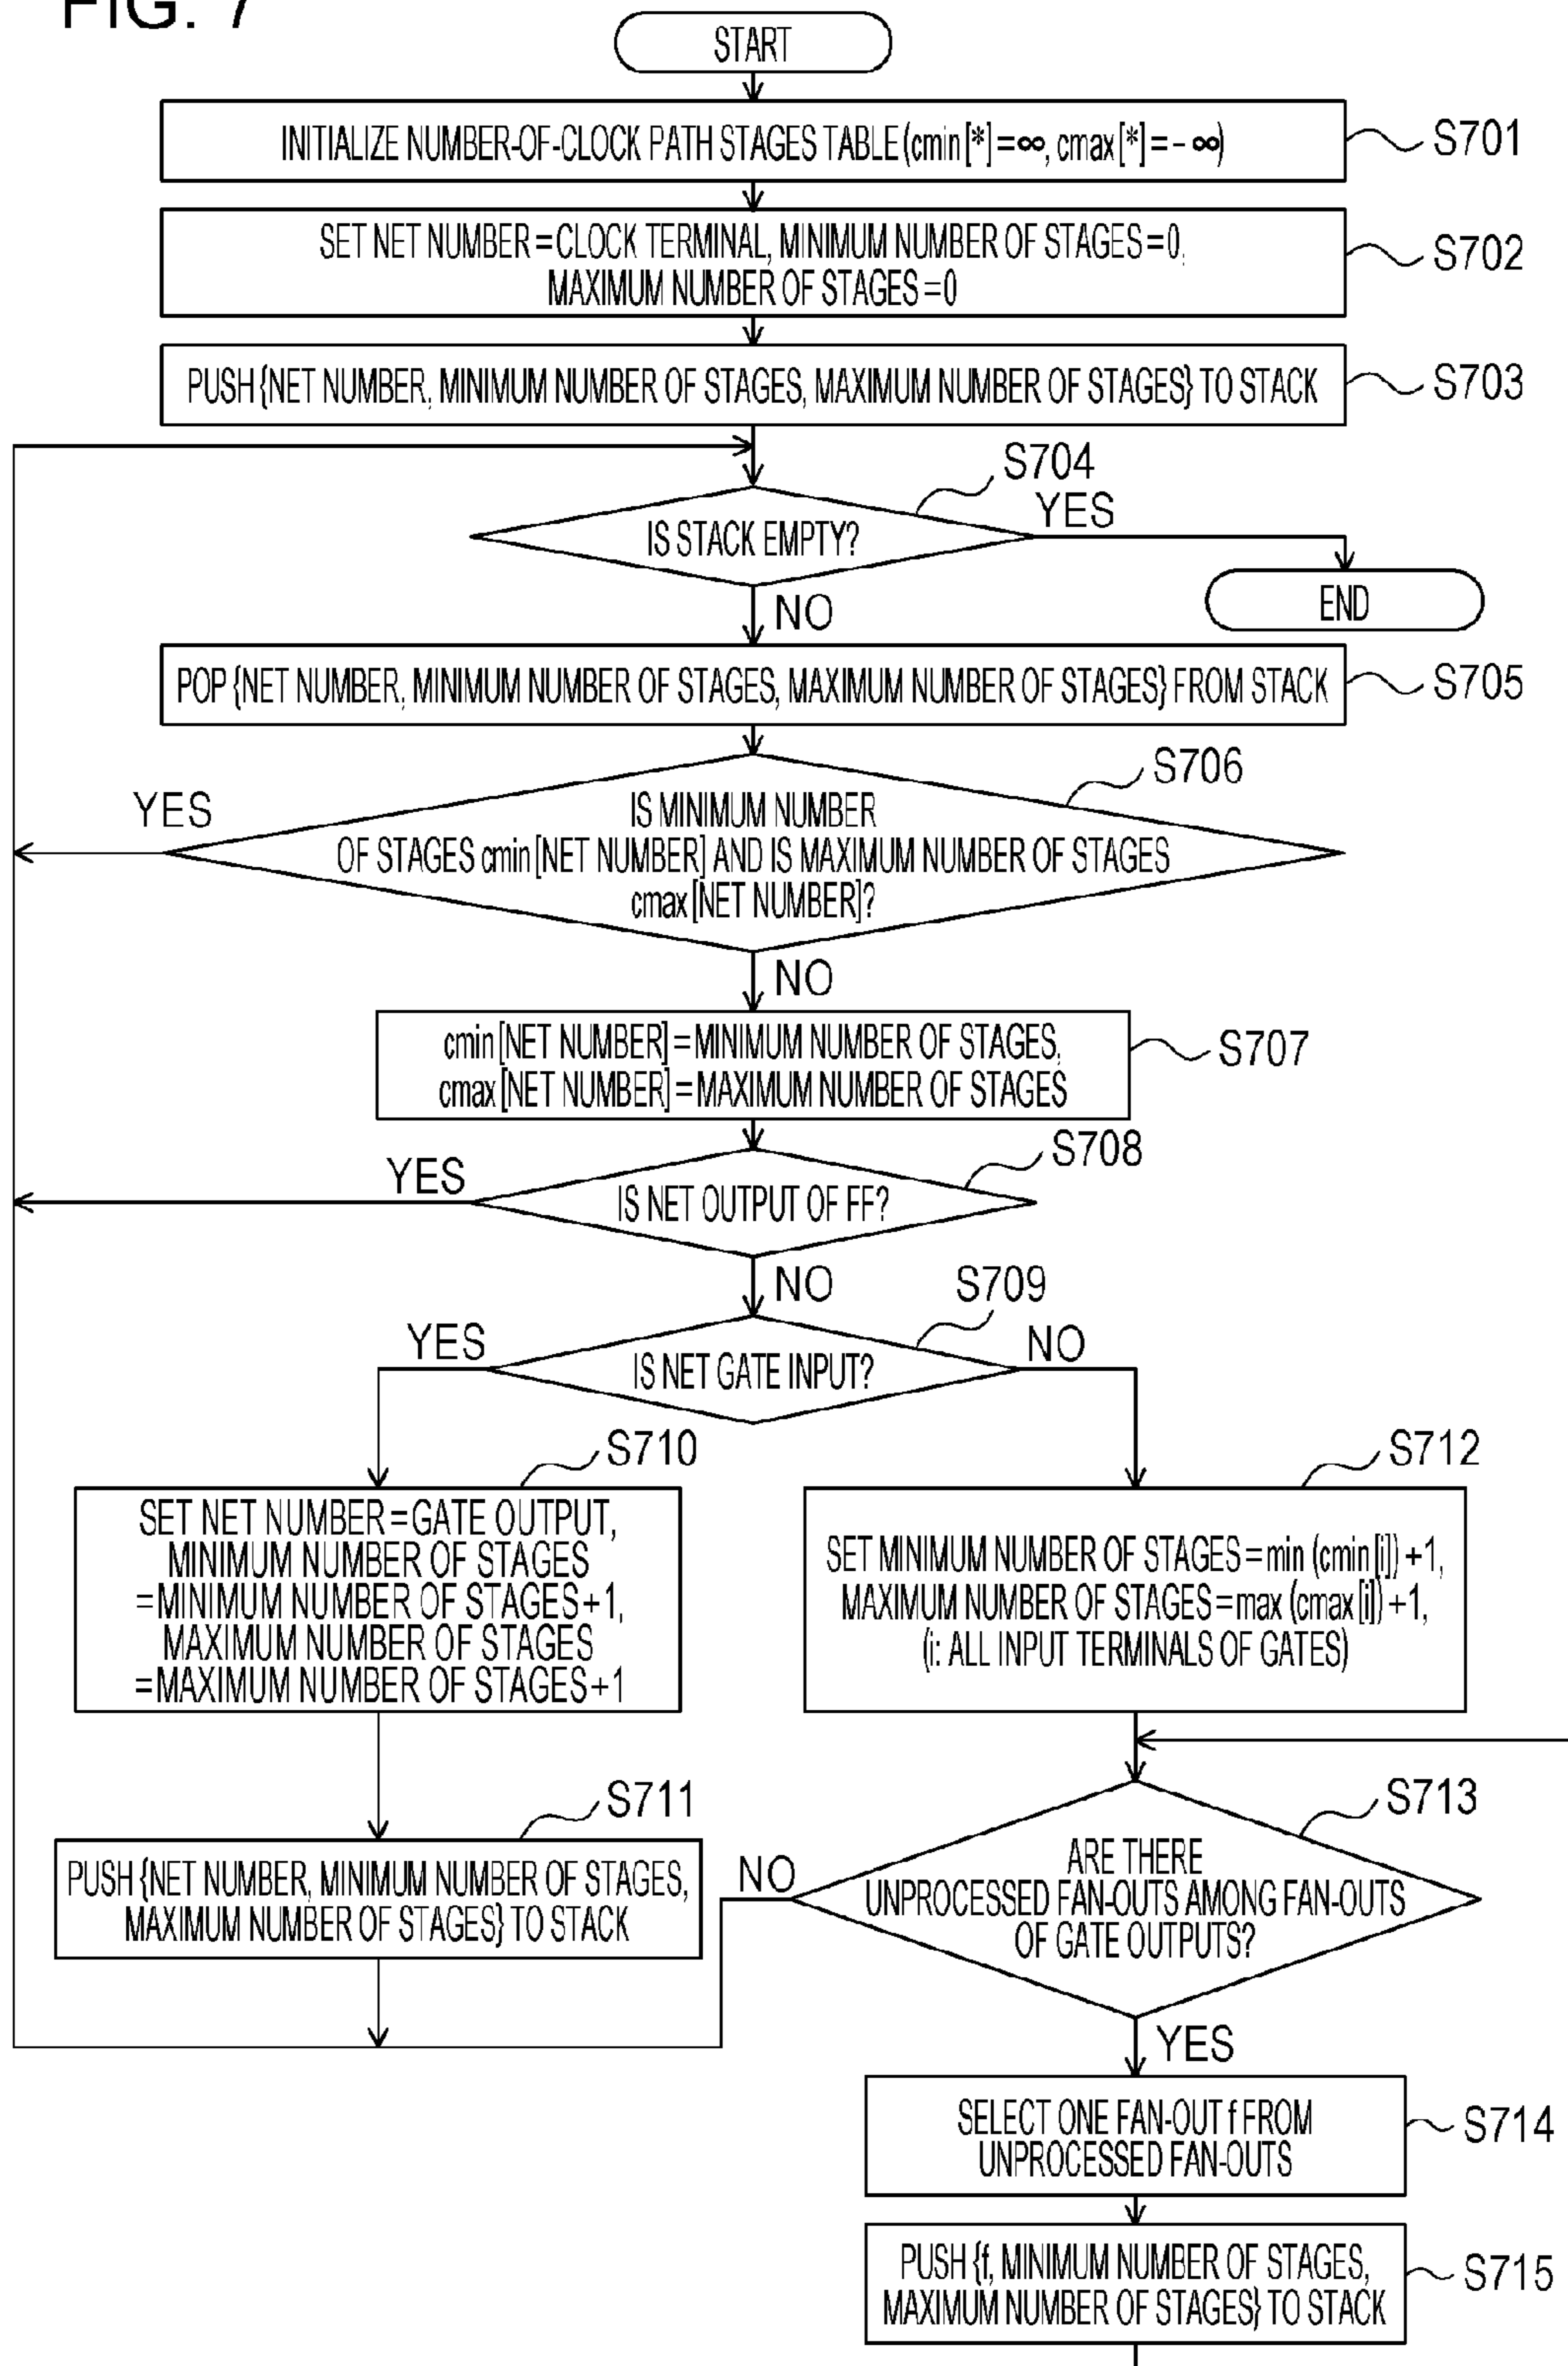 FIG. 7
START
INITIALIZE NUMBER-OF-CLOCK PATH STAGES TABLE (cmin [*] = ∞, cmax [*] = - ∞)
S701
SET NET NUMBER = CLOCK TERMINAL, MINIMUM NUMBER OF STAGES = 0,
MAXIMUM NUMBER OF STAGES = 0
S702
PUSH {NET NUMBER, MINIMUM NUMBER OF STAGES, MAXIMUM NUMBER OF STAGES} TO STACK
S703
S704
IS STACK EMPTY?
YES
END
NO
POP {NET NUMBER, MINIMUM NUMBER OF STAGES, MAXIMUM NUMBER OF STAGES} FROM STACK
S705
S706
YES
IS MINIMUM NUMBER
OF STAGES cmin [NET NUMBER] AND IS MAXIMUM NUMBER OF STAGES
cmax [NET NUMBER]?
NO
cmin [NET NUMBER] = MINIMUM NUMBER OF STAGES,
cmax [NET NUMBER] = MAXIMUM NUMBER OF STAGES
S707
S708
YES
IS NET OUTPUT OF FF?
NO
S709
YES
IS NET GATE INPUT?
NO
S710
SET NET NUMBER = GATE OUTPUT,
MINIMUM NUMBER OF STAGES
= MINIMUM NUMBER OF STAGES + 1,
MAXIMUM NUMBER OF STAGES
= MAXIMUM NUMBER OF STAGES + 1
S712
SET MINIMUM NUMBER OF STAGES = min (cmin [i]) + 1,
MAXIMUM NUMBER OF STAGES = max (cmax [i]) + 1,
(i: ALL INPUT TERMINALS OF GATES)
S711
PUSH {NET NUMBER, MINIMUM NUMBER OF STAGES,
MAXIMUM NUMBER OF STAGES} TO STACK
S713
NO
ARE THERE
UNPROCESSED FAN-OUTS AMONG FAN-OUTS
OF GATE OUTPUTS?
YES
SELECT ONE FAN-OUT f FROM
UNPROCESSED FAN-OUTS
S714
PUSH {f, MINIMUM NUMBER OF STAGES,
MAXIMUM NUMBER OF STAGES} TO STACK
S715